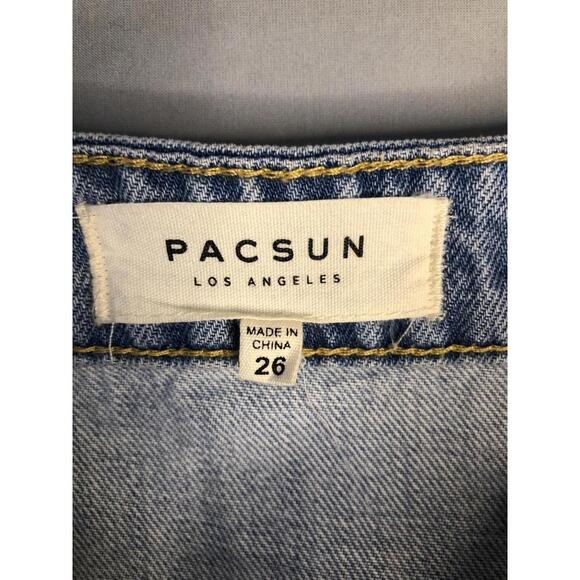 PACSUN
LOS ANGELES
MADE IN
CHINA
26